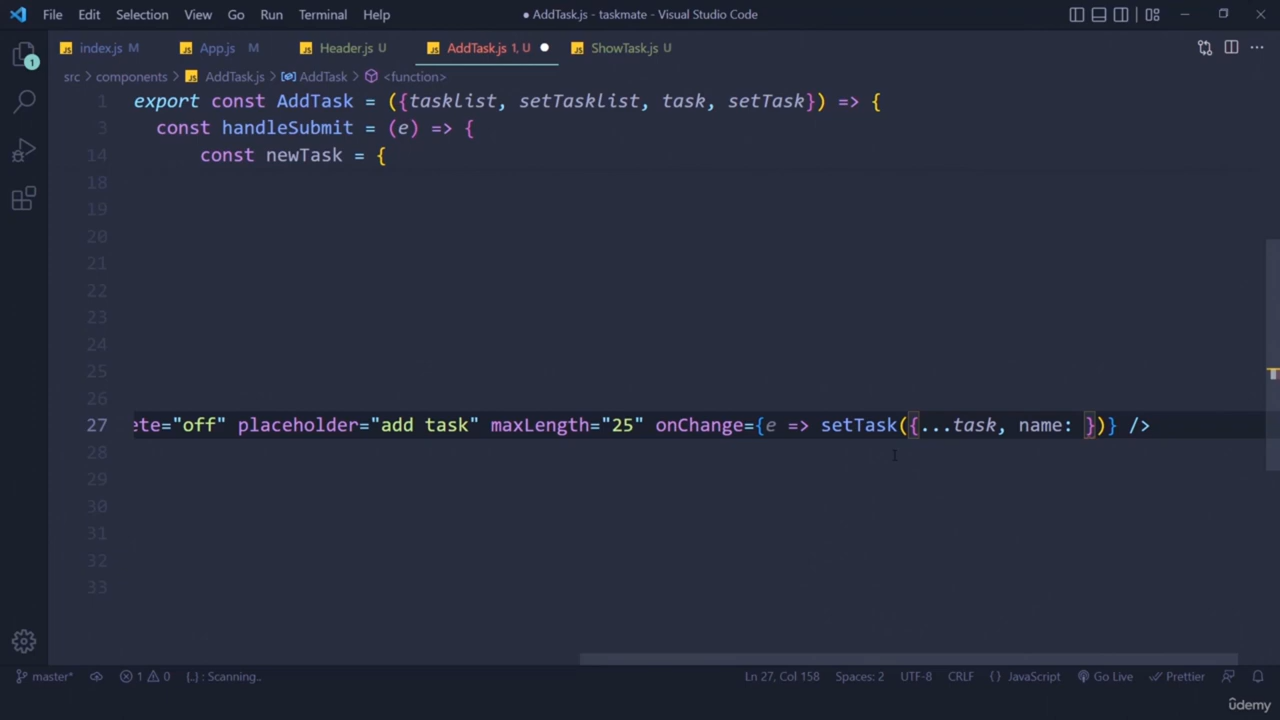 File Edit Selection View Go Run Terminal Help
● AddTask.js - taskmate - Visual Studio Code
index.js M
App.js M
Header.js U
AddTask.js 1, U
ShowTask.js U
src > components > AddTask.js > AddTask > <function>
1
1 export const AddTask = ({tasklist, setTasklist, task, setTask}) => {
3 const handleSubmit = (e) => {
14 const newTask = {
18
19
20
21
22
23
24
25
26
27 ete="off" placeholder="add task" maxLength="25" onChange={e => setTask({...task, name: })} />
28
29
30
31
32
33
master* 1 0 {..} : Scanning.. Ln 27, Col 158 Spaces: 2 UTF-8 CRLF {} JavaScript Go Live Prettier
ûdemy